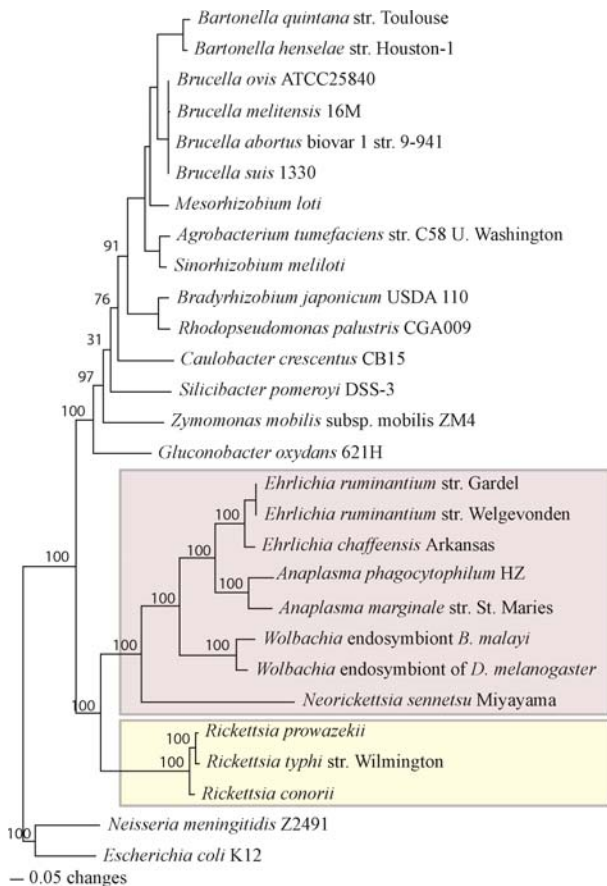 Bartonella quintana str. Toulouse
Bartonella henselae str. Houston-1
Brucella ovis ATCC25840
Brucella melitensis 16M
Brucella abortus biovar 1 str. 9-941
Brucella suis 1330
Mesorhizobium loti
Agrobacterium tumefaciens str. C58 U. Washington
91
Sinorhizobium meliloti
Bradyrhizobium japonicum USDA 110
76
Rhodopseudomonas palustris CGA009
31
Caulobacter crescentus CB15
97
Silicibacter pomeroyi DSS-3
100
Zymomonas mobilis subsp. mobilis ZM4
Gluconobacter oxydans 621H
Ehrlichia ruminantium str. Gardel
100
Ehrlichia ruminantium str. Welgevonden
100
Ehrlichia chaffeensis Arkansas
100
100
Anaplasma phagocytophilum HZ
100
Anaplasma marginale str. St. Maries
100
100
Wolbachia endosymbiont B. malayi
100
Wolbachia endosymbiont of D. melanogaster
Neorickettsia sennetsu Miyayama
100
Rickettsia prowazekii
100
Rickettsia typhi str. Wilmington
100
Rickettsia conorii
Neisseria meningitidis Z2491
100
Escherichia coli K12
0.05 changes